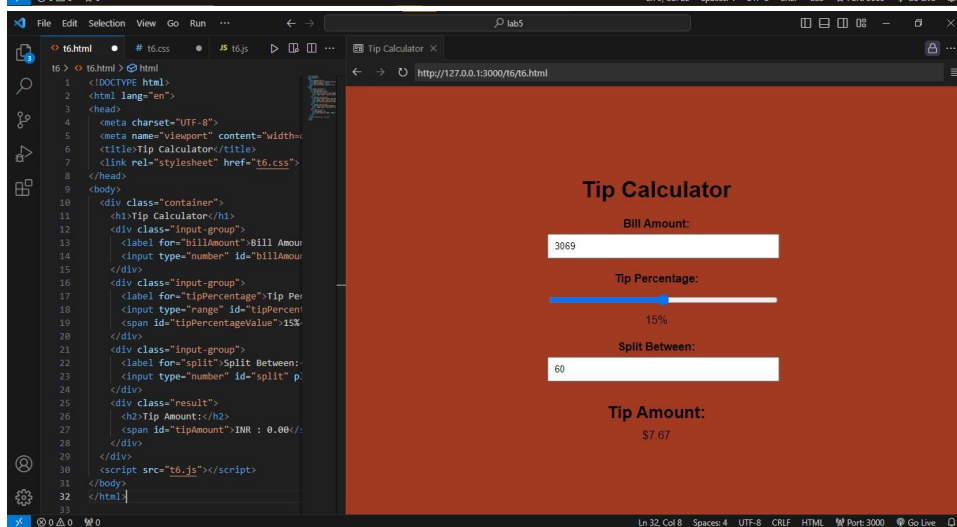 File Edit Selection View Go Run ... lab5
t6.html # t6.css JS t6.js ... Tip Calculator
t6 > t6.html > html
http://127.0.0.1:3000/t6/t6.html
1 <!DOCTYPE html>
2 <html lang="en">
3 <head>
4 <meta charset="UTF-8">
5 <meta name="viewport" content="width=
6 <title>Tip Calculator</title>
7 <link rel="stylesheet" href="t6.css">
8 </head>
9 <body>
10 <div class="container">
11 <h1>Tip Calculator</h1>
12 <div class="input-group">
13 <label for="billAmount">Bill Amou
14 <input type="number" id="billAmou
15 </div>
16 <div class="input-group">
17 <label for="tipPercentage">Tip Pe
18 <input type="range" id="tipPercent
19 <span id="tipPercentageValue">15%
20 </div>
21 <div class="input-group">
22 <label for="split">Split Between:
23 <input type="number" id="split" p
24 </div>
25 <div class="result">
26 <h2>Tip Amount:</h2>
27 <span id="tipAmount">INR : 0.00</
28 </div>
29 </div>
30 <script src="t6.js"></script>
31 </body>
32 </html>
33
Tip Calculator
Bill Amount:
3069
Tip Percentage:
15%
Split Between:
60
Tip Amount:
$7.67
0 0 0 Ln 32, Col 8 Spaces: 4 UTF-8 CRLF HTML Port: 3000 Go Live